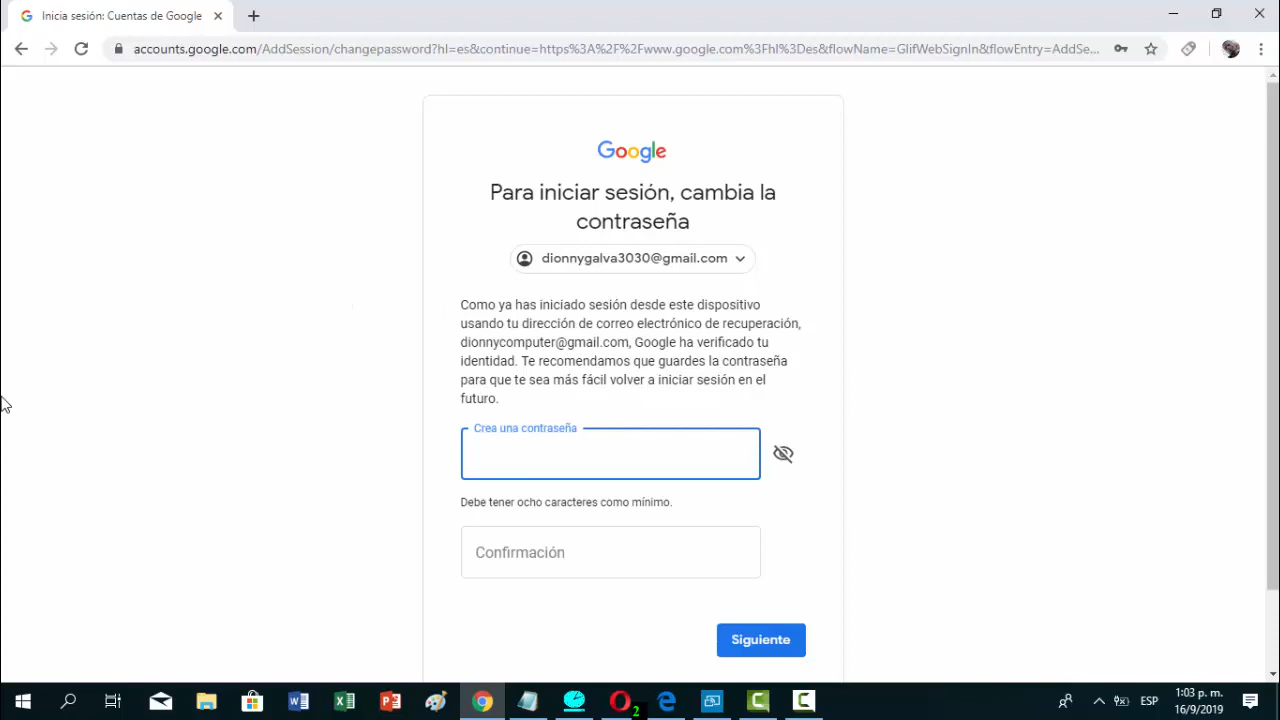 Inicia sesión: Cuentas de Google
accounts.google.com/AddSession/changepassword?hl=es&continue=https%3A%2F%2Fwww.google.com%3Fhl%3Des&flowName=GlifWebSignIn&flowEntry=AddSe...
Google
Para iniciar sesión, cambia la
contraseña
dionnygalva3030@gmail.com
Como ya has iniciado sesión desde este dispositivo
usando tu dirección de correo electrónico de recuperación,
dionnycomputer@gmail.com, Google ha verificado tu
identidad. Te recomendamos que guardes la contraseña
para que te sea más fácil volver a iniciar sesión en el
futuro.
Crea una contraseña
Debe tener ocho caracteres como mínimo.
Confirmación
Siguiente
2
ESP
1:03 p. m.
16/9/2019